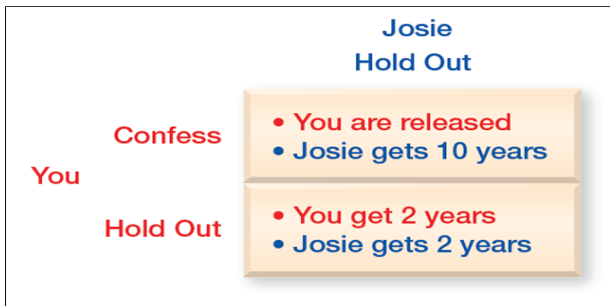 Josie
Hold Out
Confess
• You are released
• Josie gets 10 years
You
Hold Out
• You get 2 years
• Josie gets 2 years